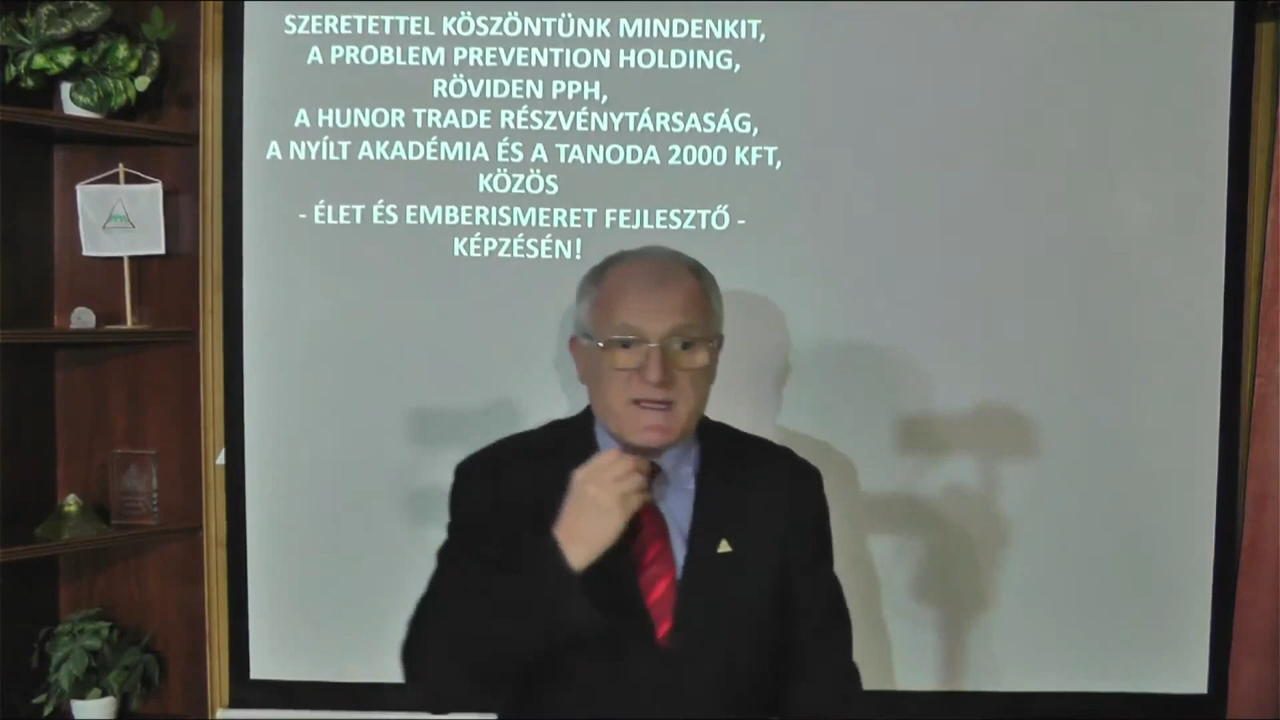 SZERETETTEL KÖSZÖNTÜNK MINDENKIT,
A PROBLEM PREVENTION HOLDING,
RÖVIDEN PPH,
A HUNOR TRADE RÉSZVÉNYTÁRSASÁG,
A NYÍLT AKADÉMIA ÉS A TANODA 2000 KFT,
KÖZÖS
- ÉLET ÉS EMBERISMERET FEJLESZTŐ -
KÉPZÉSÉN!